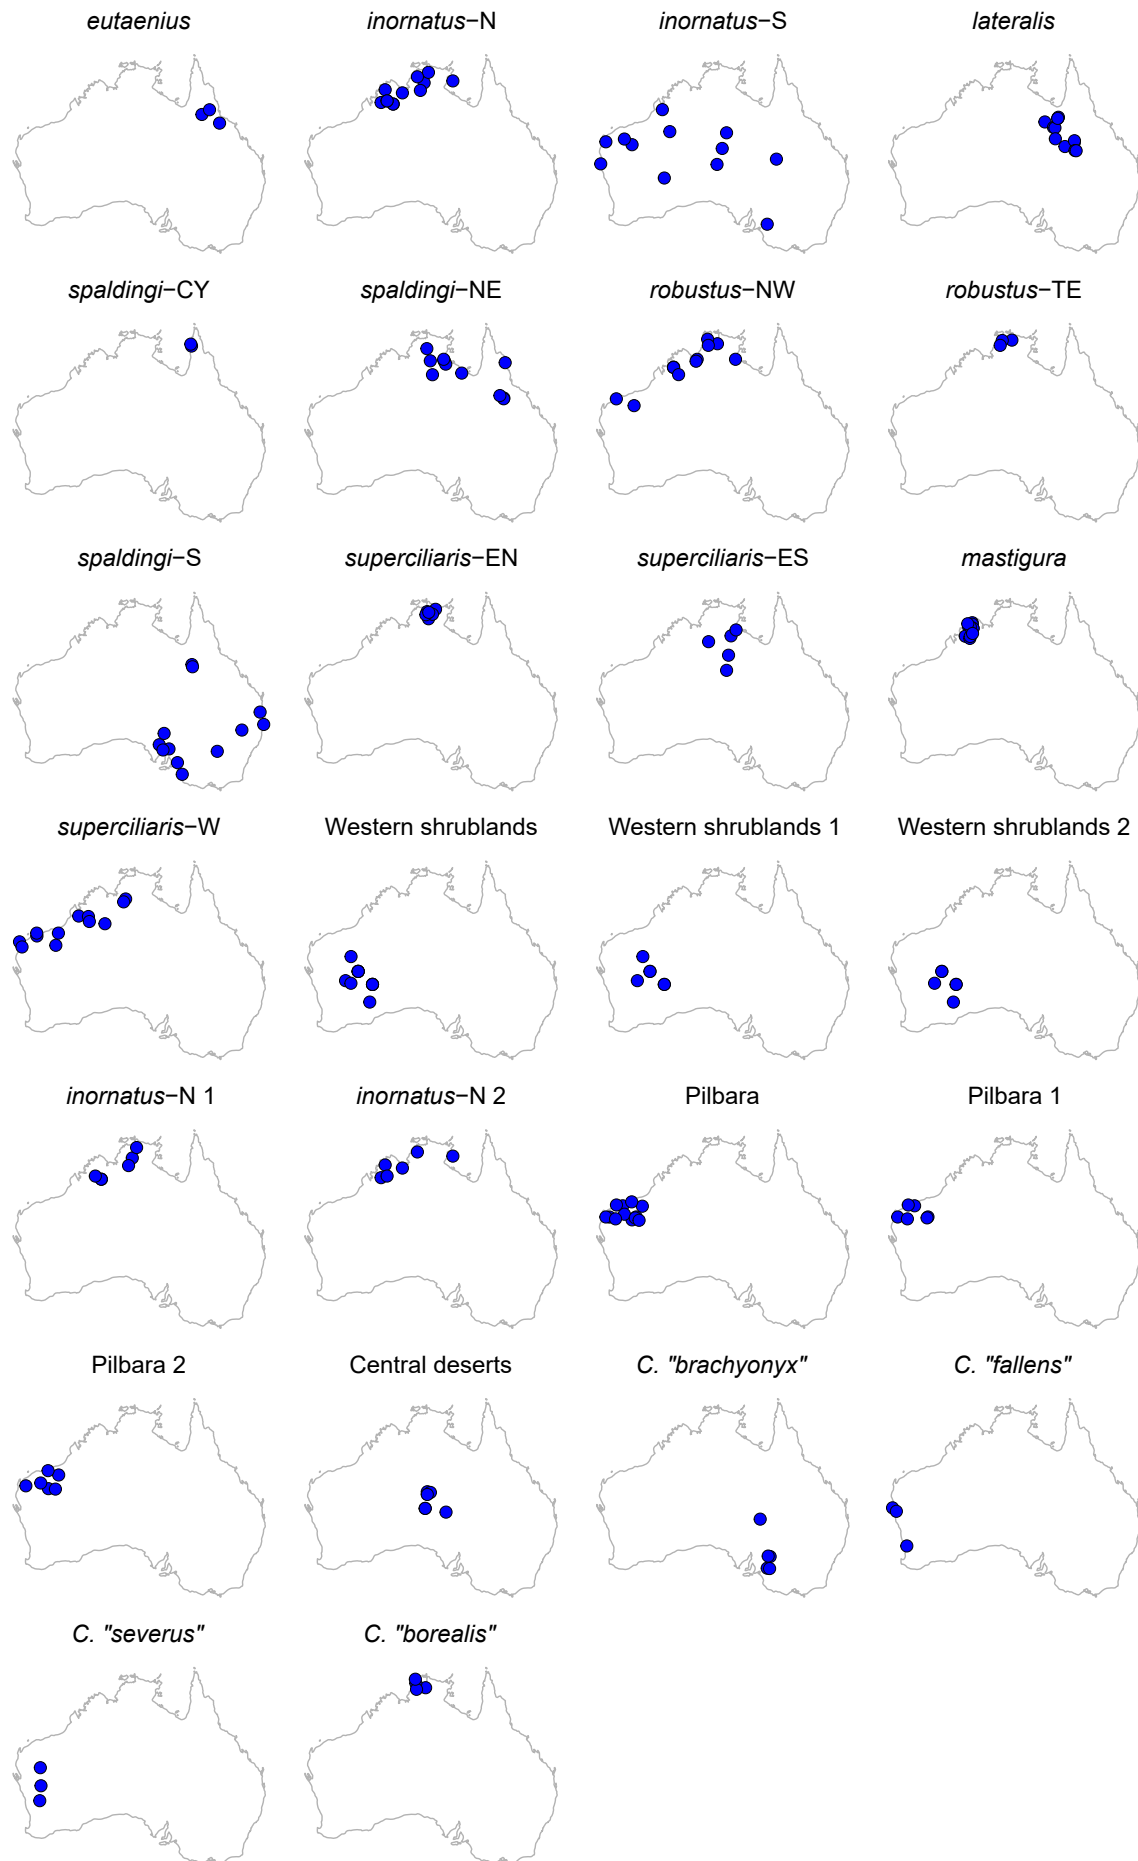 eutaenius
inornatus−N
inornatus−S
lateralis
spaldingi−CY
spaldingi−NE
robustus−NW
robustus−TE
spaldingi−S
superciliaris−EN
superciliaris−ES
mastigura
superciliaris−W
Western shrublands
Western shrublands 1
Western shrublands 2
inornatus−N 1
inornatus−N 2
Pilbara
Pilbara 1
Pilbara 2
Central deserts
C. "brachyonyx"
C. "fallens"
C. "severus"
C. "borealis"